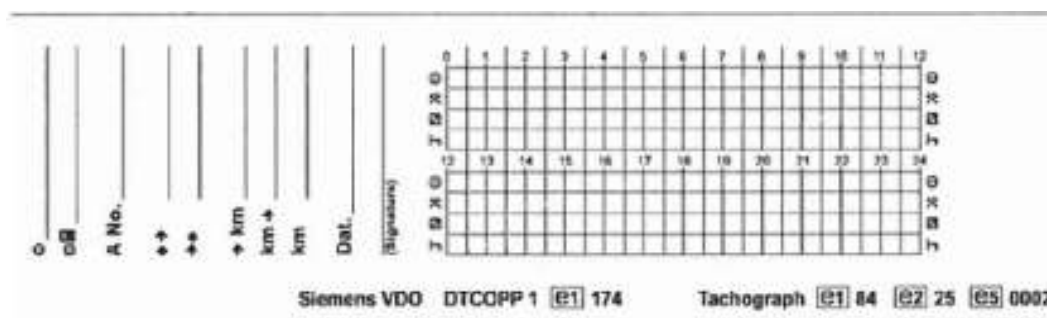 0 1 2 3 4 5 6 7 8 9 10 11 12
12 13 14 15 16 17 18 19 20 21 22 23 24
A No.
km
km
km
Dat.
(Signature)
Siemens VDO DTCOPP 1 e1 174 Tachograph e1 84 e2 25 e5 0002